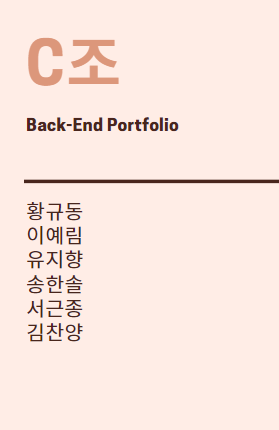 C조
Back-End Portfolio
황규동
이예림
유지향
송한솔
서근종
김찬양